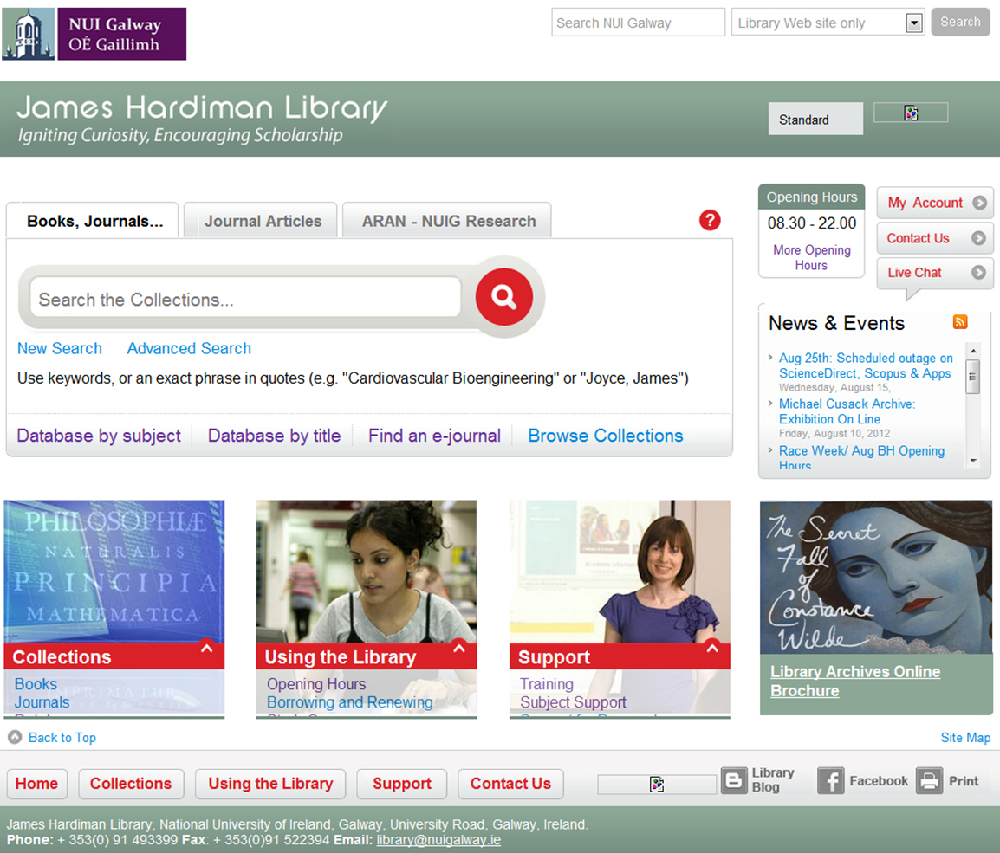 NUI Galway
OÉ Gaillimh
Search NUI Galway
Library Web site only
Search
James Hardiman Library
Igniting Curiosity, Encouraging Scholarship
Standard
Books, Journals...
Journal Articles
ARAN - NUIG Research
?
Search the Collections...
New Search
Advanced Search
Use keywords, or an exact phrase in quotes (e.g. "Cardiovascular Bioengineering" or "Joyce, James")
Database by subject
Database by title
Find an e-journal
Browse Collections
Opening Hours
08.30 - 22.00
More Opening
Hours
My Account
Contact Us
Live Chat
News & Events
Aug 25th: Scheduled outage on
ScienceDirect, Scopus & Apps
Wednesday, August 15,
Michael Cusack Archive:
Exhibition On Line
Friday, August 10, 2012
Race Week/ Aug BH Opening
Hours
PHILOSOPHIÆ
NATURALIS
PRINCIPIA
MATHEMATICA
Collections
IMPRIMATUR
Books
Journals
Using the Library
Opening Hours
Borrowing and Renewing
Support
Training
Subject Support
The Secret
Fall
of
Constance
Wilde
Library Archives Online
Brochure
Back to Top
Site Map
Home
Collections
Using the Library
Support
Contact Us
Library
Blog
Facebook
Print
James Hardiman Library, National University of Ireland, Galway, University Road, Galway, Ireland.
Phone: + 353(0) 91 493399 Fax: + 353(0)91 522394 Email: library@nuigalway.ie